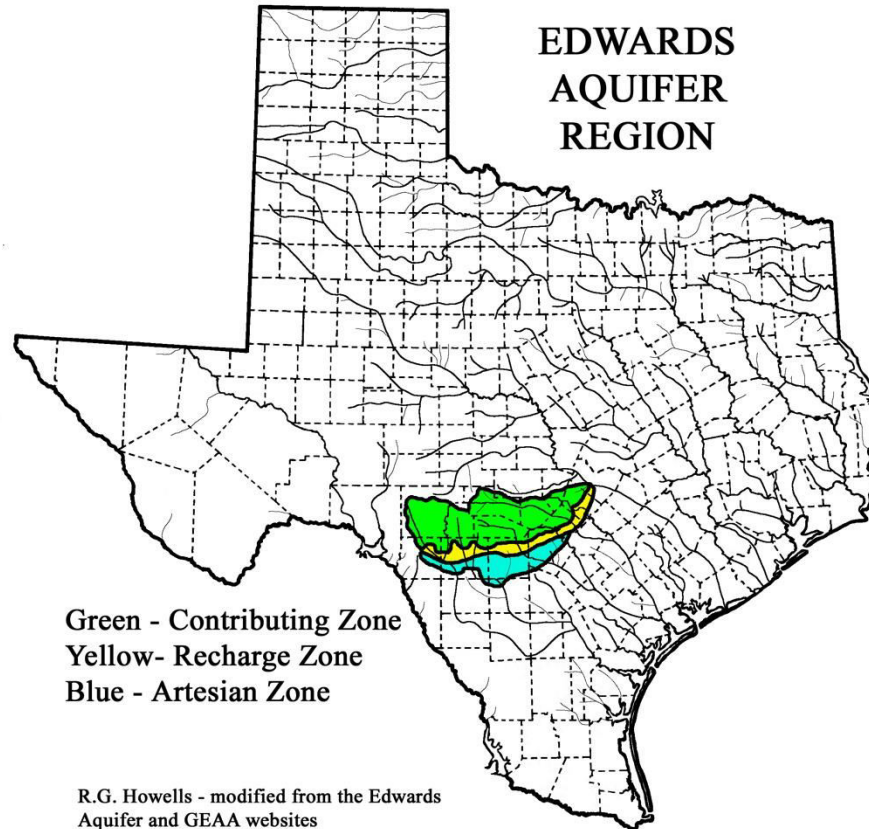 EDWARDS
AQUIFER
REGION
Green - Contributing Zone
Yellow- Recharge Zone
Blue - Artesian Zone
R.G. Howells - modified from the Edwards
Aquifer and GEAA websites